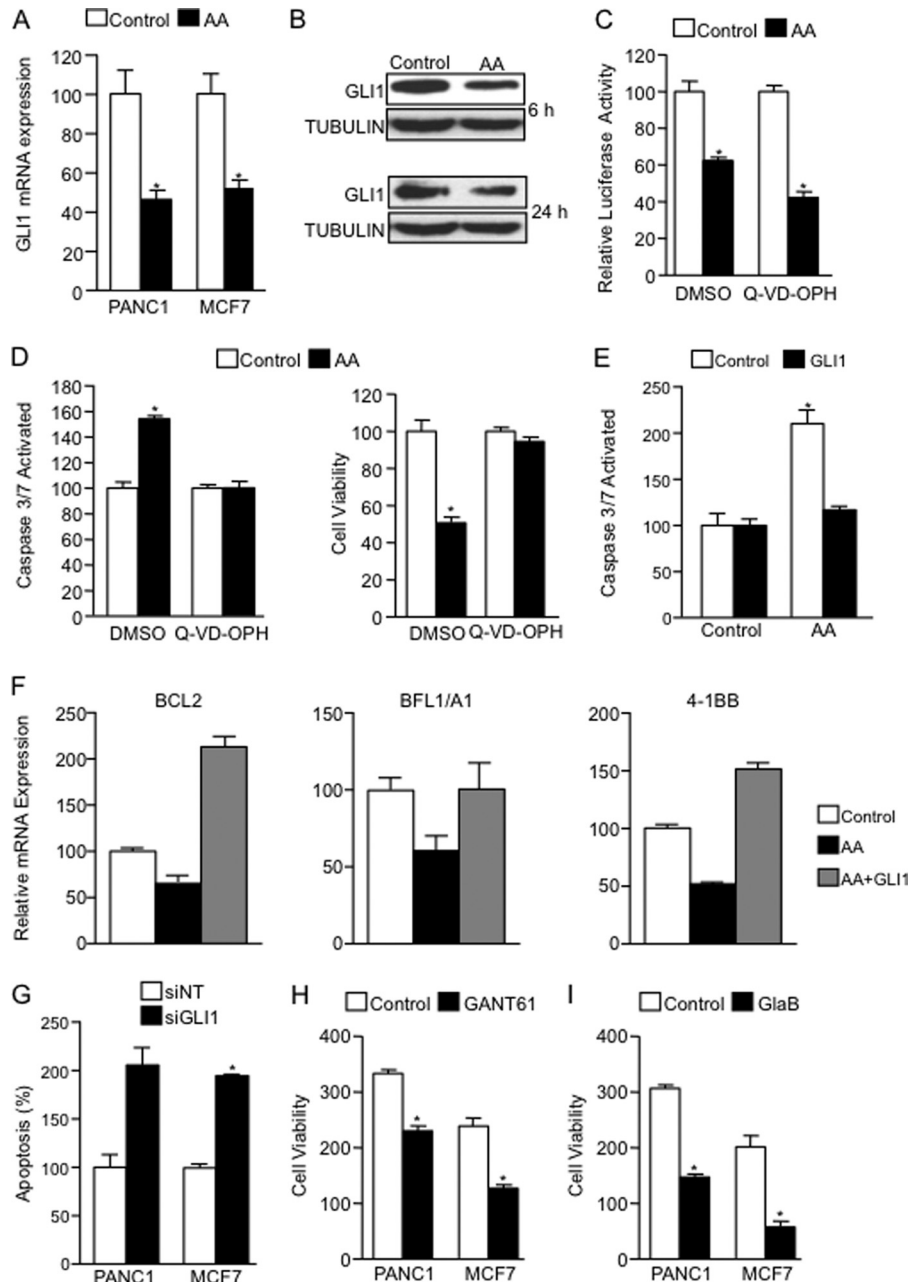 A
Control AA
GLI1 mRNA expression
120
100
80
60
40
20
0
* *
PANC1 MCF7
B
Control AA
GLI1
6 h
TUBULIN
GLI1
24 h
TUBULIN
C
Control AA
Relative Luciferase Activity
120
100
80
60
40
20
0
* *
DMSO Q-VD-OPH
D
Control AA
Caspase 3/7 Activated
180
160
140
120
100
80
60
40
20
0
*
DMSO Q-VD-OPH
Cell Viability
120
100
80
60
40
20
0
*
DMSO Q-VD-OPH
E
Control GLI1
Caspase 3/7 Activated
250
200
150
100
50
0
*
Control AA
F
Relative mRNA Expression
BCL2
250
200
150
100
50
0
BFL1/A1
150
100
50
0
4-1BB
200
150
100
50
0
Control
AA
AA+GLI1
G
siNT
siGLI1
Apoptosis (%)
250
200
150
100
50
0
*
PANC1 MCF7
H
Control GANT61
Cell Viability
400
300
200
100
0
* *
PANC1 MCF7
I
Control GlaB
Cell Viability
400
300
200
100
0
* *
PANC1 MCF7